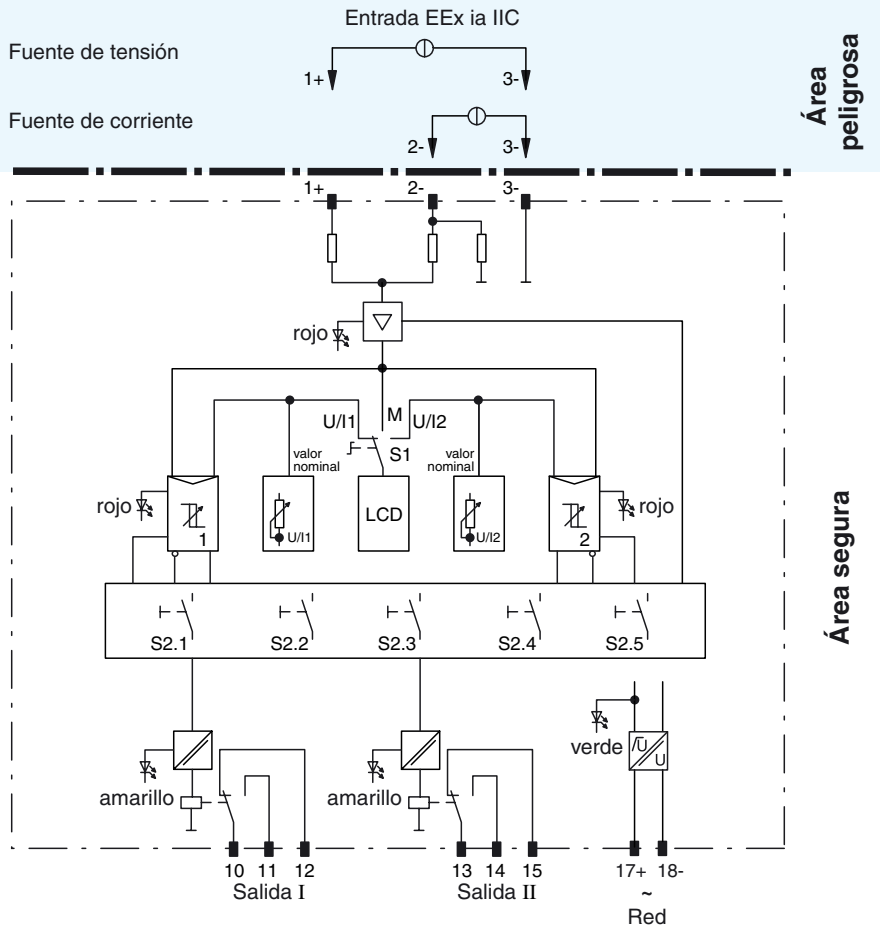 Entrada EEx ia IIC
Fuente de tensión
1+ 3-
Fuente de corriente
2- 3-
Área
peligrosa
1+ 2- 3-
rojo
U/I1 M U/I2
S1
valor
nominal
valor
nominal
rojo
1
U/I1
LCD
U/I2
2
rojo
S2.1 S2.2 S2.3 S2.4 S2.5
Área segura
verde
U
U
amarillo
amarillo
10 11 12
Salida I
13 14 15
Salida II
17+ 18-
~
Red